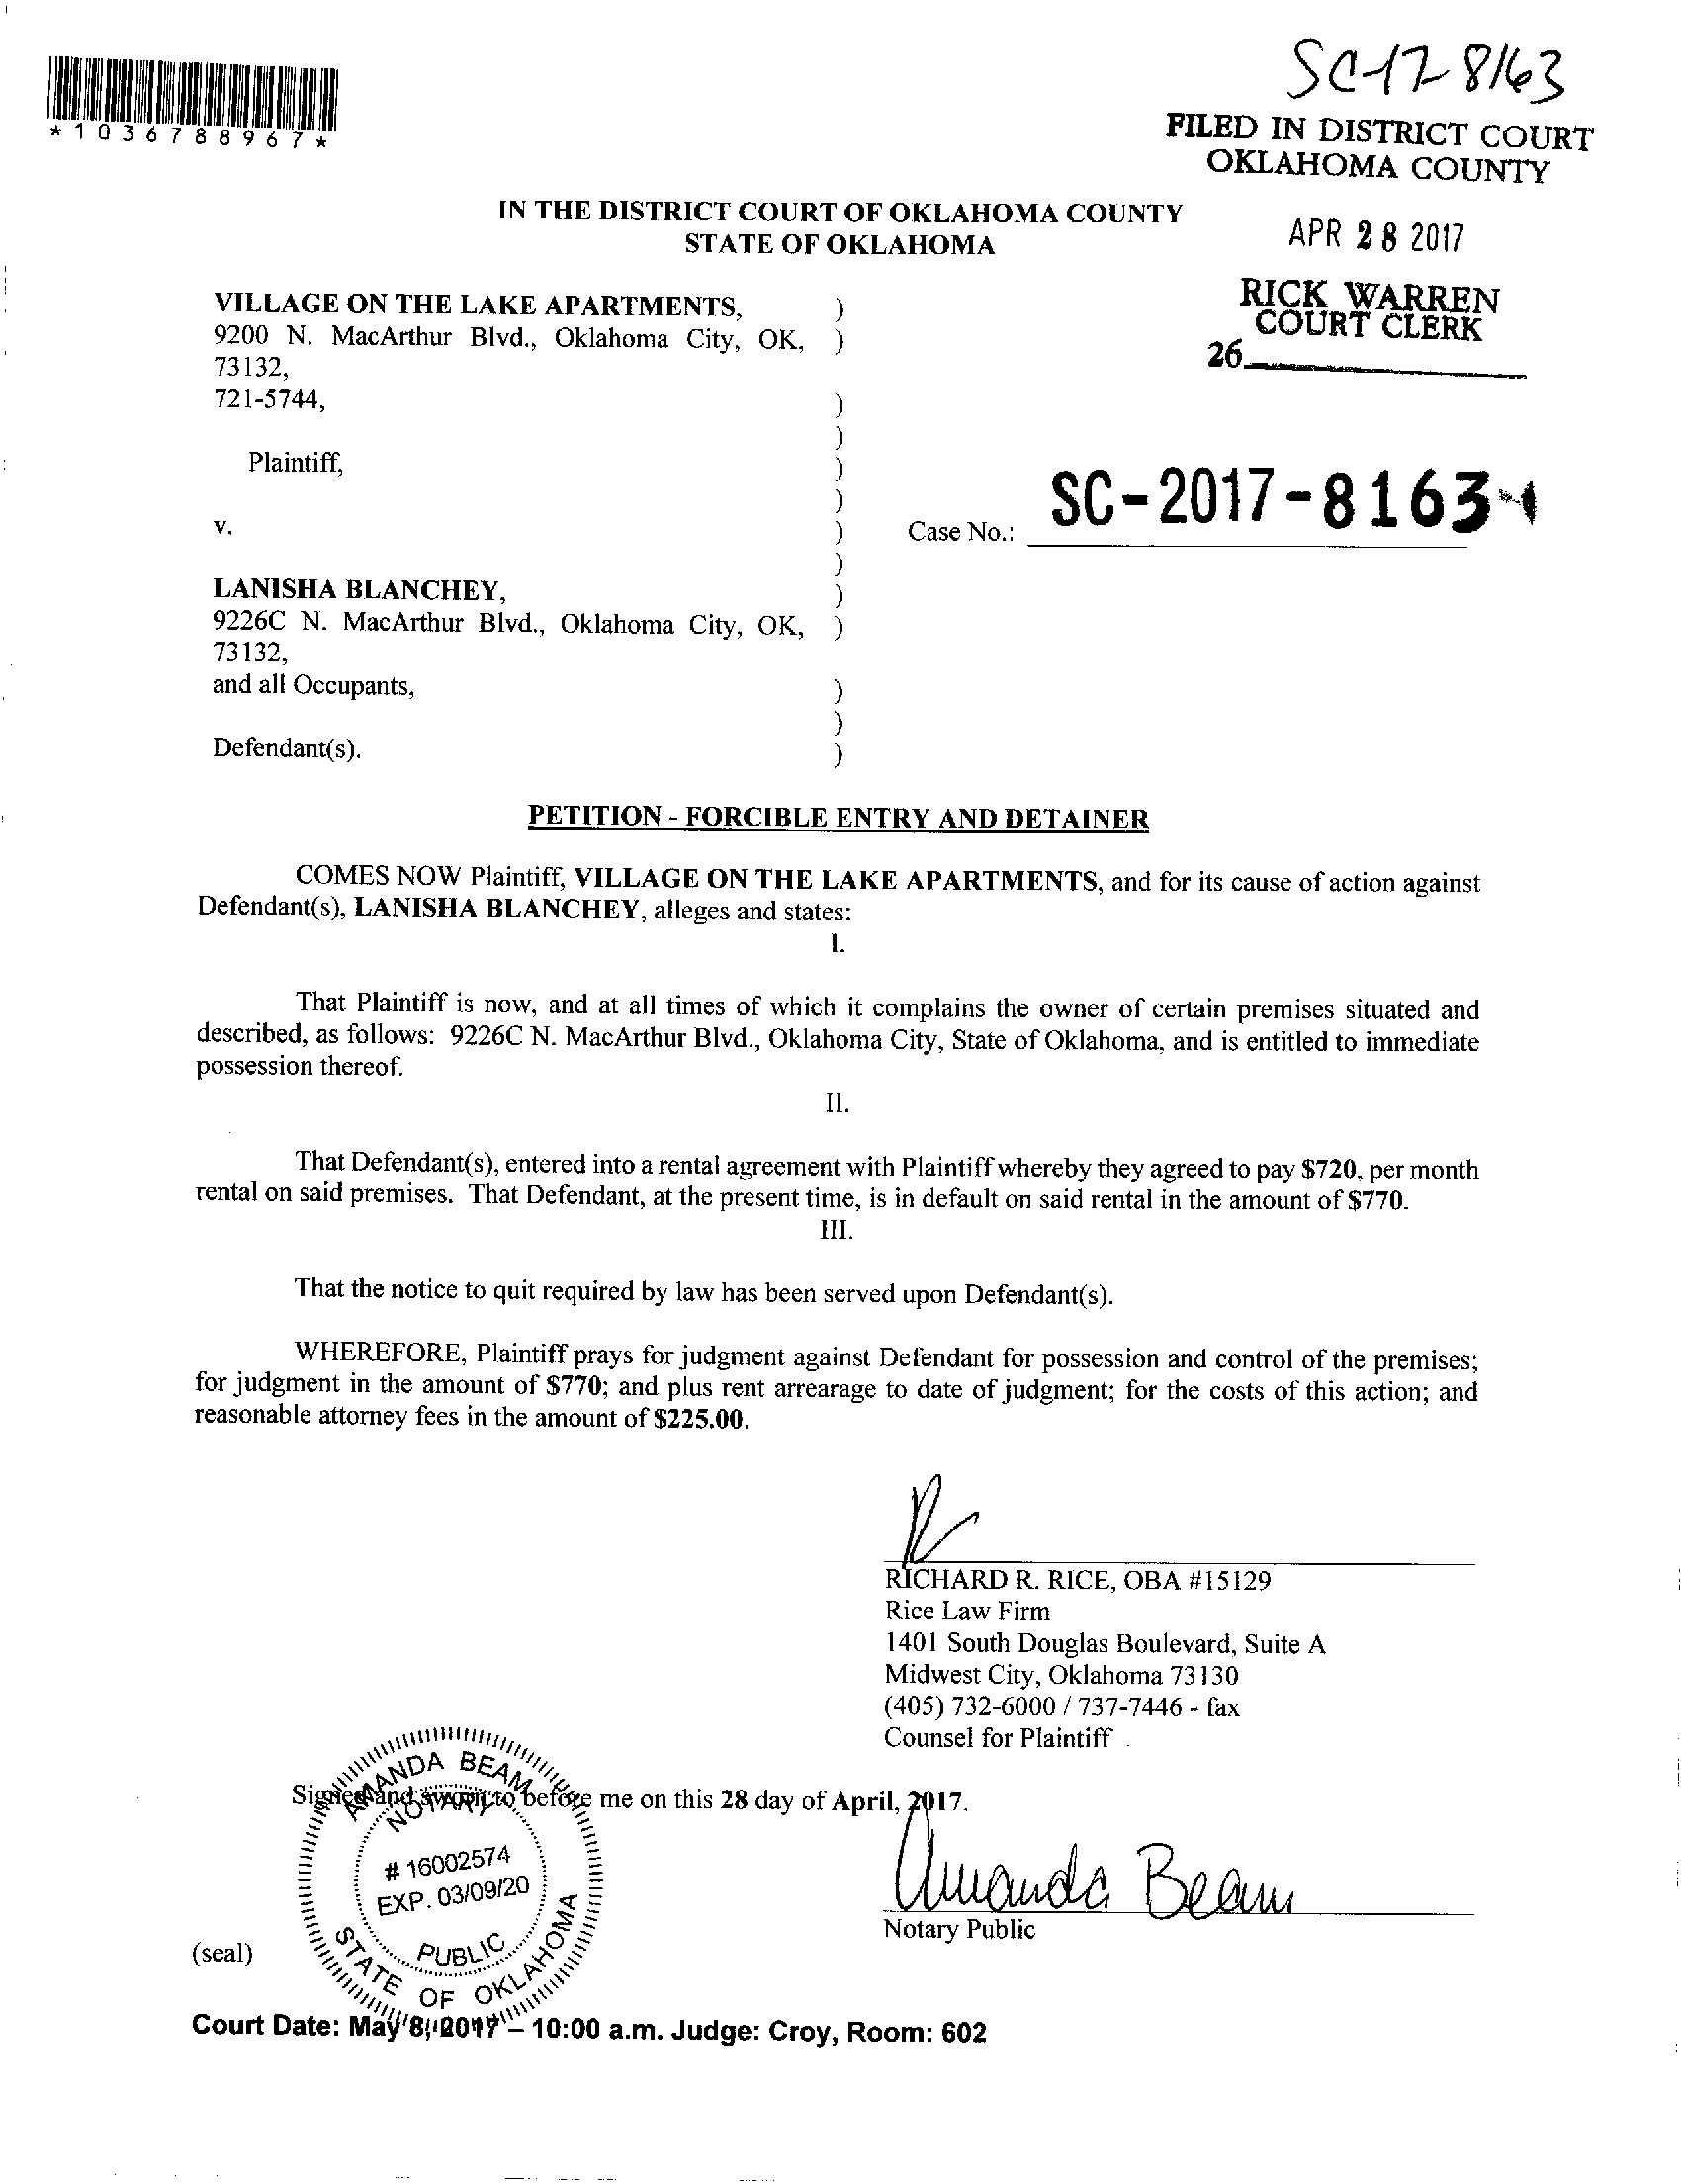 SC-17-8163
*1036788967*
FILED IN DISTRICT COURT
OKLAHOMA COUNTY
IN THE DISTRICT COURT OF OKLAHOMA COUNTY
STATE OF OKLAHOMA
APR 28 2017
RICK WARREN
COURT CLERK
26
VILLAGE ON THE LAKE APARTMENTS, )
9200 N. MacArthur Blvd., Oklahoma City, OK, )
73132,
721-5744, )
)
Plaintiff, )
)
v. ) Case No.: SC-2017-8163
)
LANISHA BLANCHEY, )
9226C N. MacArthur Blvd., Oklahoma City, OK, )
73132,
and all Occupants, )
)
Defendant(s). )
PETITION - FORCIBLE ENTRY AND DETAINER
COMES NOW Plaintiff, VILLAGE ON THE LAKE APARTMENTS, and for its cause of action against
Defendant(s), LANISHA BLANCHEY, alleges and states:
I.
That Plaintiff is now, and at all times of which it complains the owner of certain premises situated and
described, as follows: 9226C N. MacArthur Blvd., Oklahoma City, State of Oklahoma, and is entitled to immediate
possession thereof.
II.
That Defendant(s), entered into a rental agreement with Plaintiff whereby they agreed to pay $720, per month
rental on said premises. That Defendant, at the present time, is in default on said rental in the amount of $770.
III.
That the notice to quit required by law has been served upon Defendant(s).
WHEREFORE, Plaintiff prays for judgment against Defendant for possession and control of the premises;
for judgment in the amount of $770; and plus rent arrearage to date of judgment; for the costs of this action; and
reasonable attorney fees in the amount of $225.00.
RICHARD R. RICE, OBA #15129
Rice Law Firm
1401 South Douglas Boulevard, Suite A
Midwest City, Oklahoma 73130
(405) 732-6000 / 737-7446 - fax
Counsel for Plaintiff
Signed and sworn to before me on this 28 day of April, 2017.
AMANDA BEAM
NOTARY
# 16002574
EXP. 03/09/20
PUBLIC
STATE OF OKLAHOMA
Amanda Beam
Notary Public
(seal)
Court Date: May 8, 2017 – 10:00 a.m. Judge: Croy, Room: 602